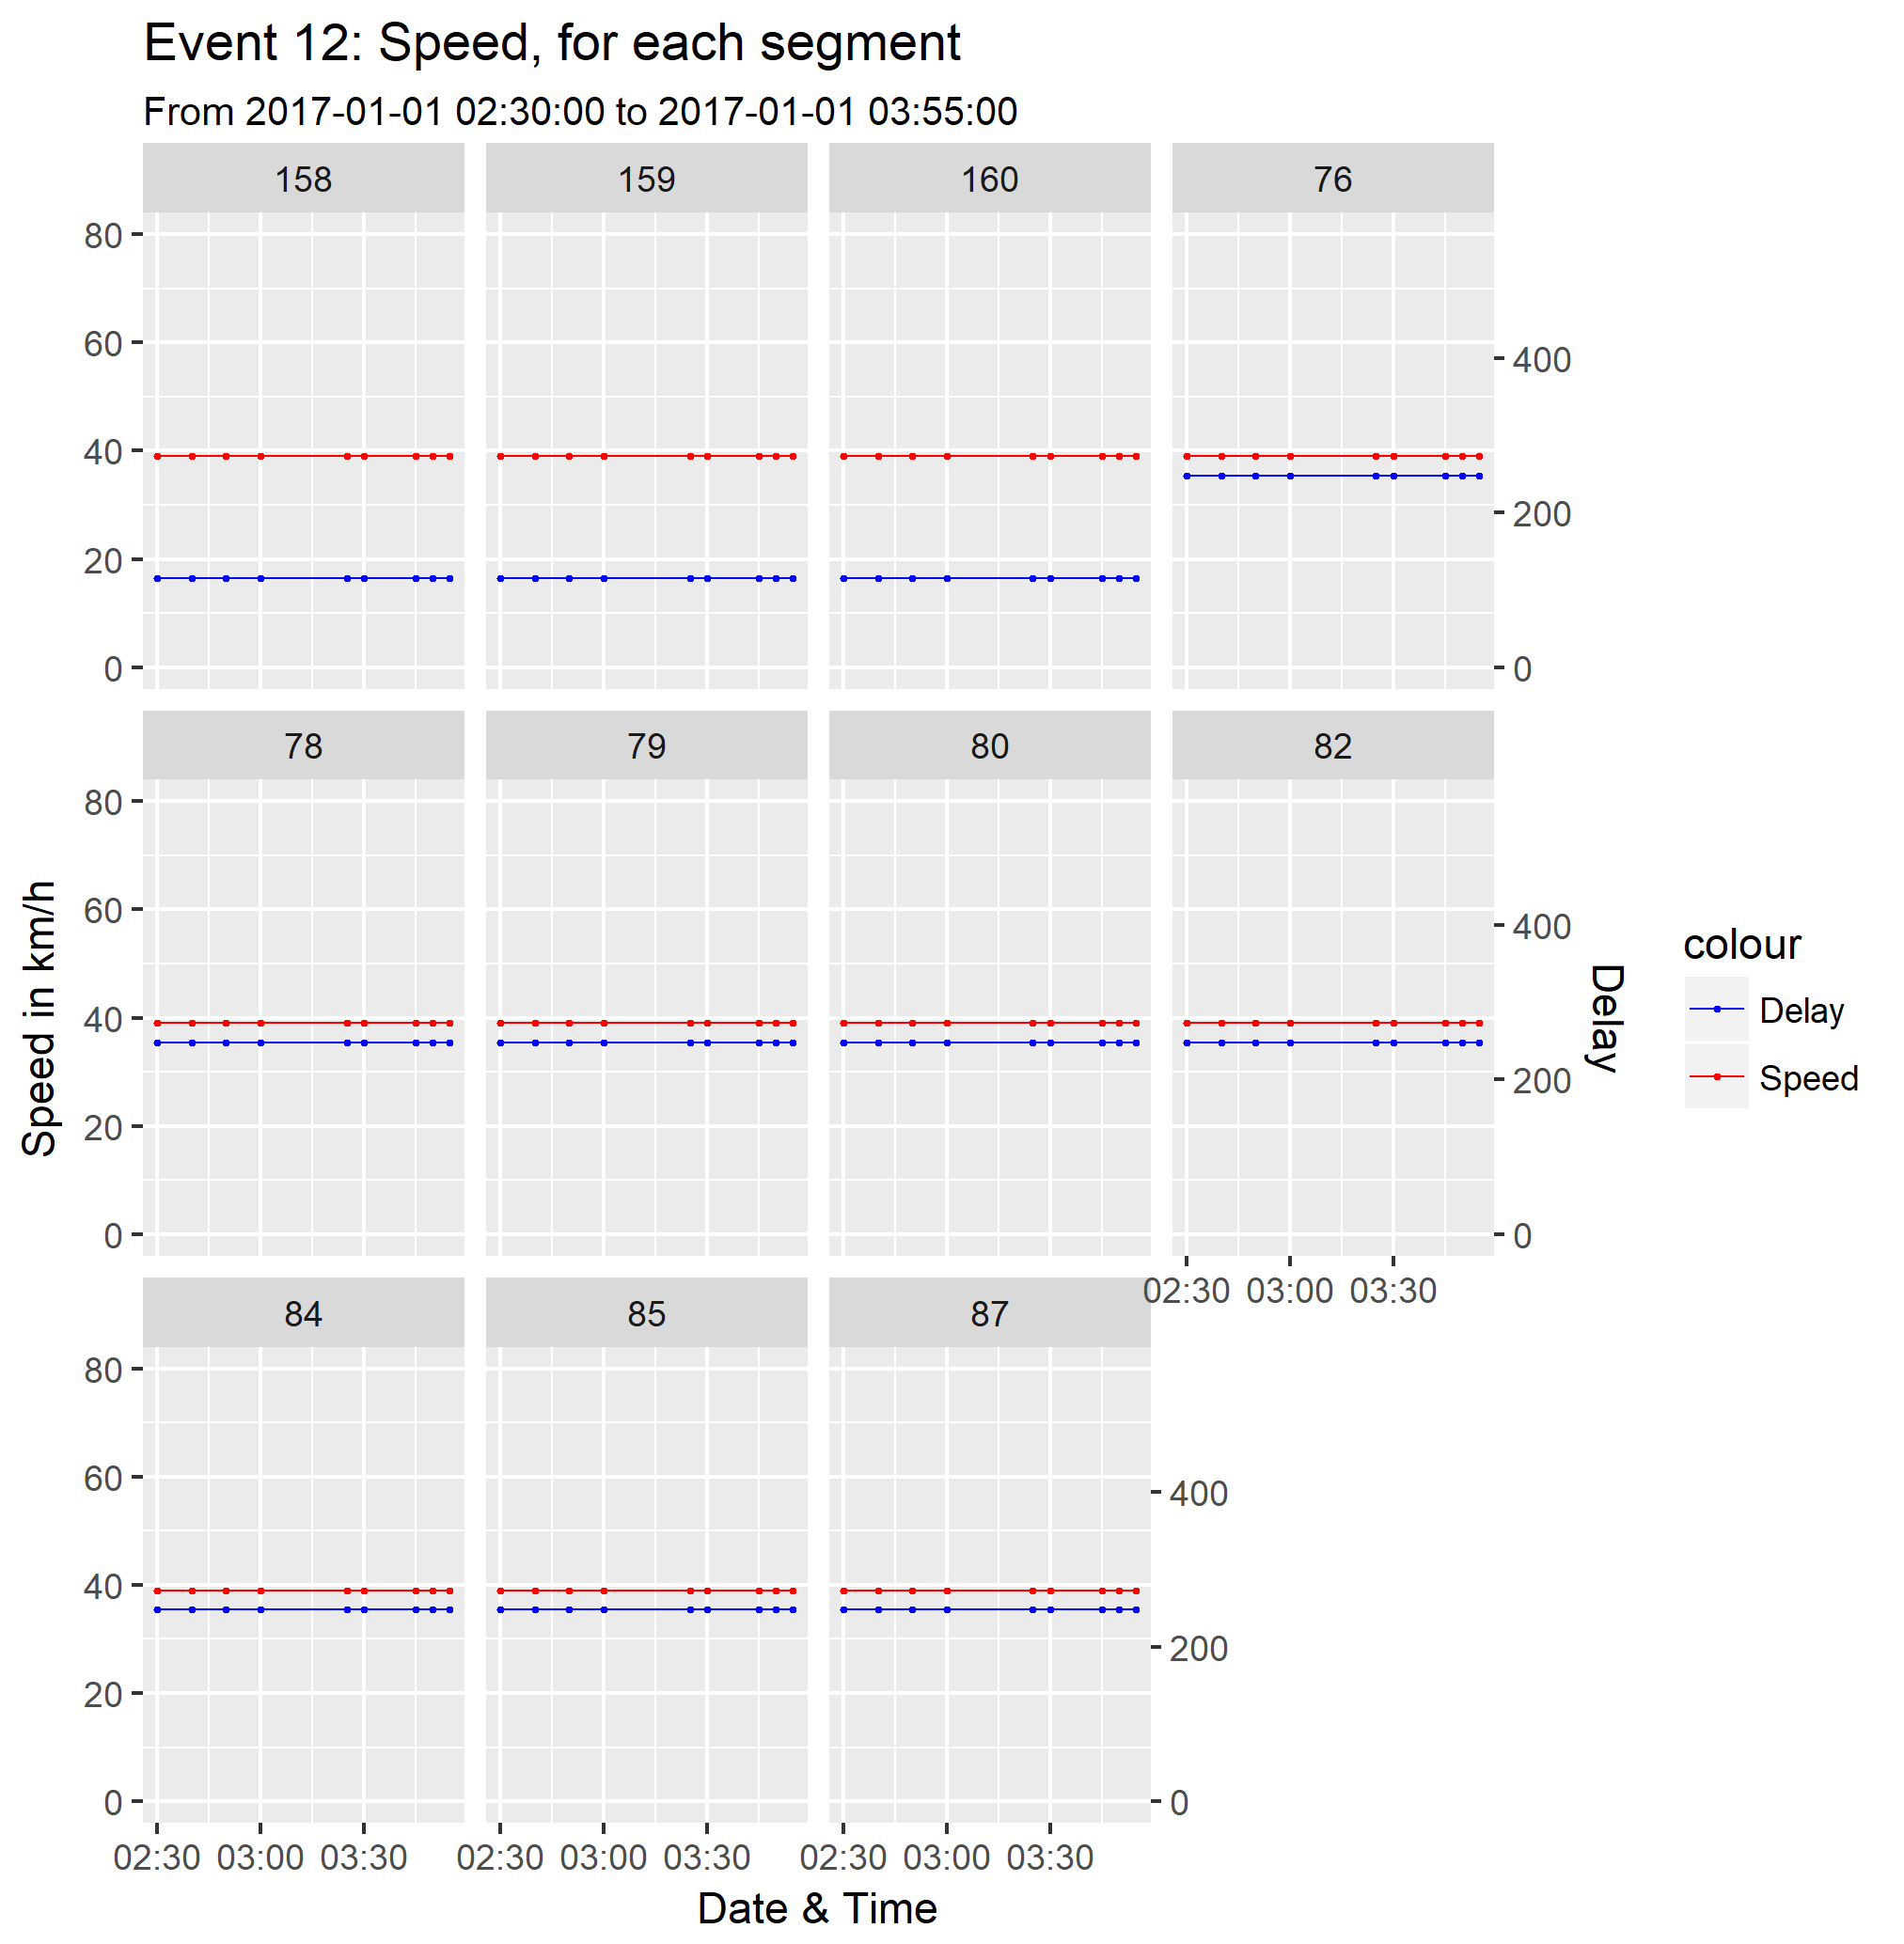 Event 12: Speed, for each segment
From 2017-01-01 02:30:00 to 2017-01-01 03:55:00
158 159 160 76
80
60
40
20
0
400
200
0
78 79 80 82
80
60
40
20
0
400
200
0
02:30 03:00 03:30
84 85 87
80
60
40
20
0
400
200
0
02:30 03:00 03:30 02:30 03:00 03:30 02:30 03:00 03:30
Date & Time
Speed in km/h
Delay
colour
Delay
Speed